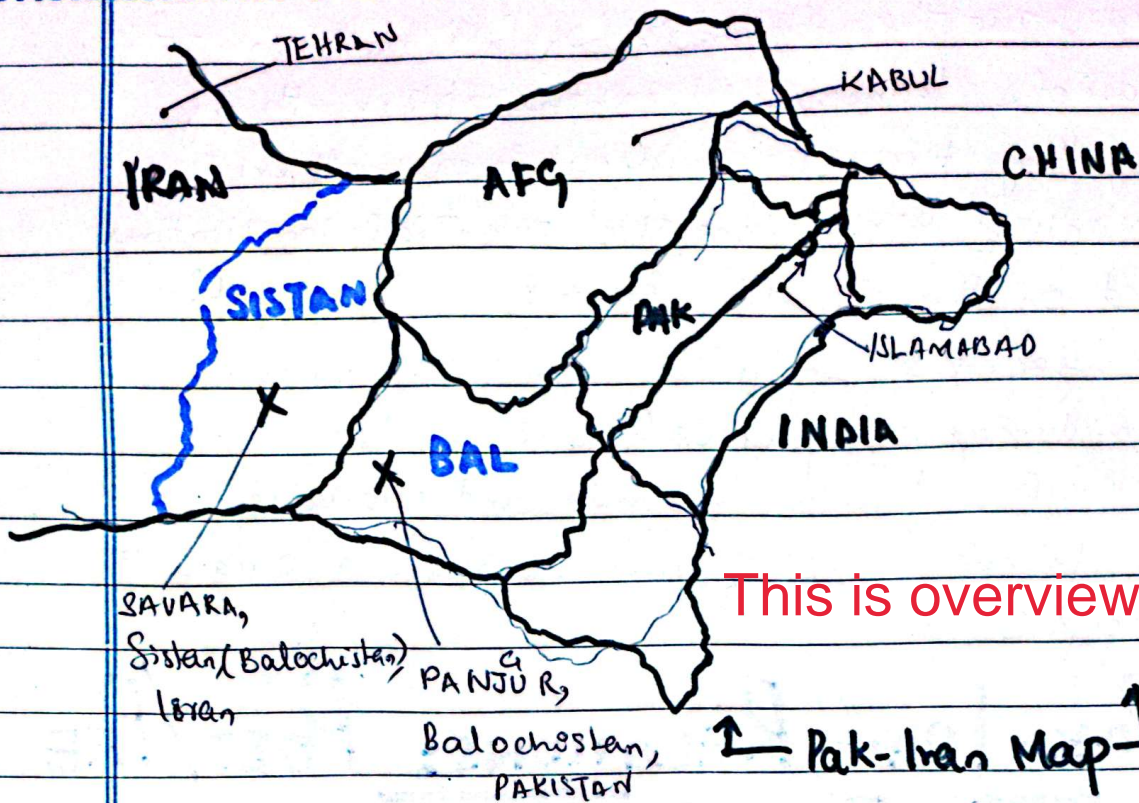 TEHRAN
KABUL
IRAN
AFG
CHINA
SISTAN
PAK
ISLAMABAD
BAL
INDIA
SAVARA,
Sistan (Balochistan)
Iran
PANJGUR,
Balochistan,
PAKISTAN
This is overview
Pak-Iran Map